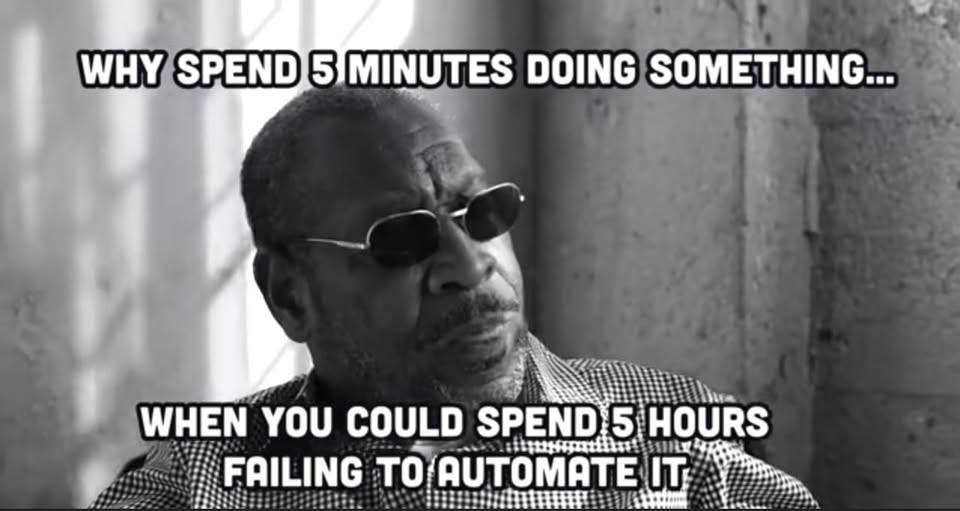 WHY SPEND 5 MINUTES DOING SOMETHING...
WHEN YOU COULD SPEND 5 HOURS
FAILING TO AUTOMATE IT